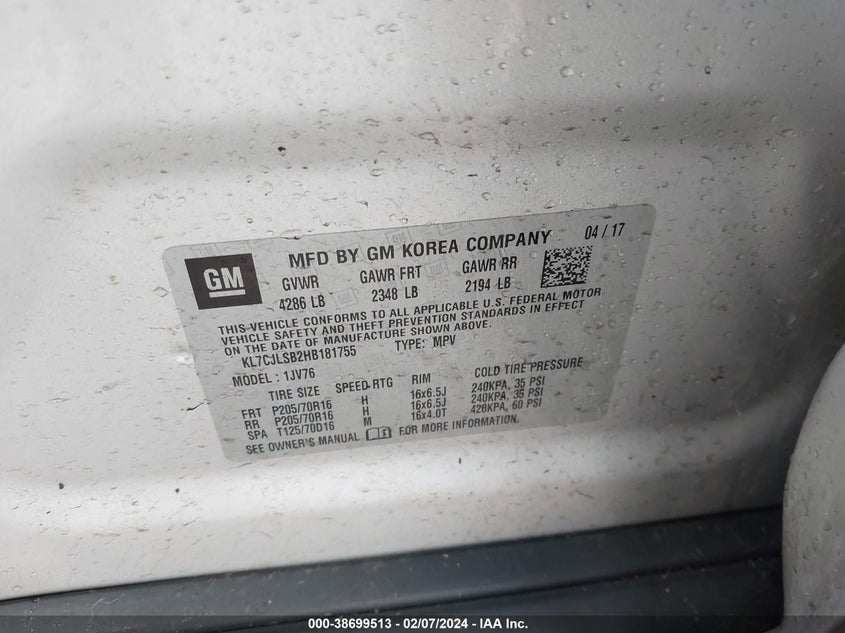 MFD BY GM KOREA COMPANY 04 / 17
GM
GVWR GAWR FRT GAWR RR
4286 LB 2348 LB 2194 LB
THIS VEHICLE CONFORMS TO ALL APPLICABLE U.S. FEDERAL MOTOR
VEHICLE SAFETY AND THEFT PREVENTION STANDARDS IN EFFECT
ON THE DATE OF MANUFACTURE SHOWN ABOVE.
KL7CJLSB2HB181755 TYPE: MPV
MODEL : 1JV76
TIRE SIZE SPEED RTG RIM COLD TIRE PRESSURE
FRT P205/70R16 H 16x6.5J 240KPA, 35 PSI
RR P205/70R16 H 16x6.5J 240KPA, 35 PSI
SPA T125/70D16 M 16x4.0T 420KPA, 60 PSI
SEE OWNER'S MANUAL FOR MORE INFORMATION.
000-38699513 - 02/07/2024 - IAA Inc.